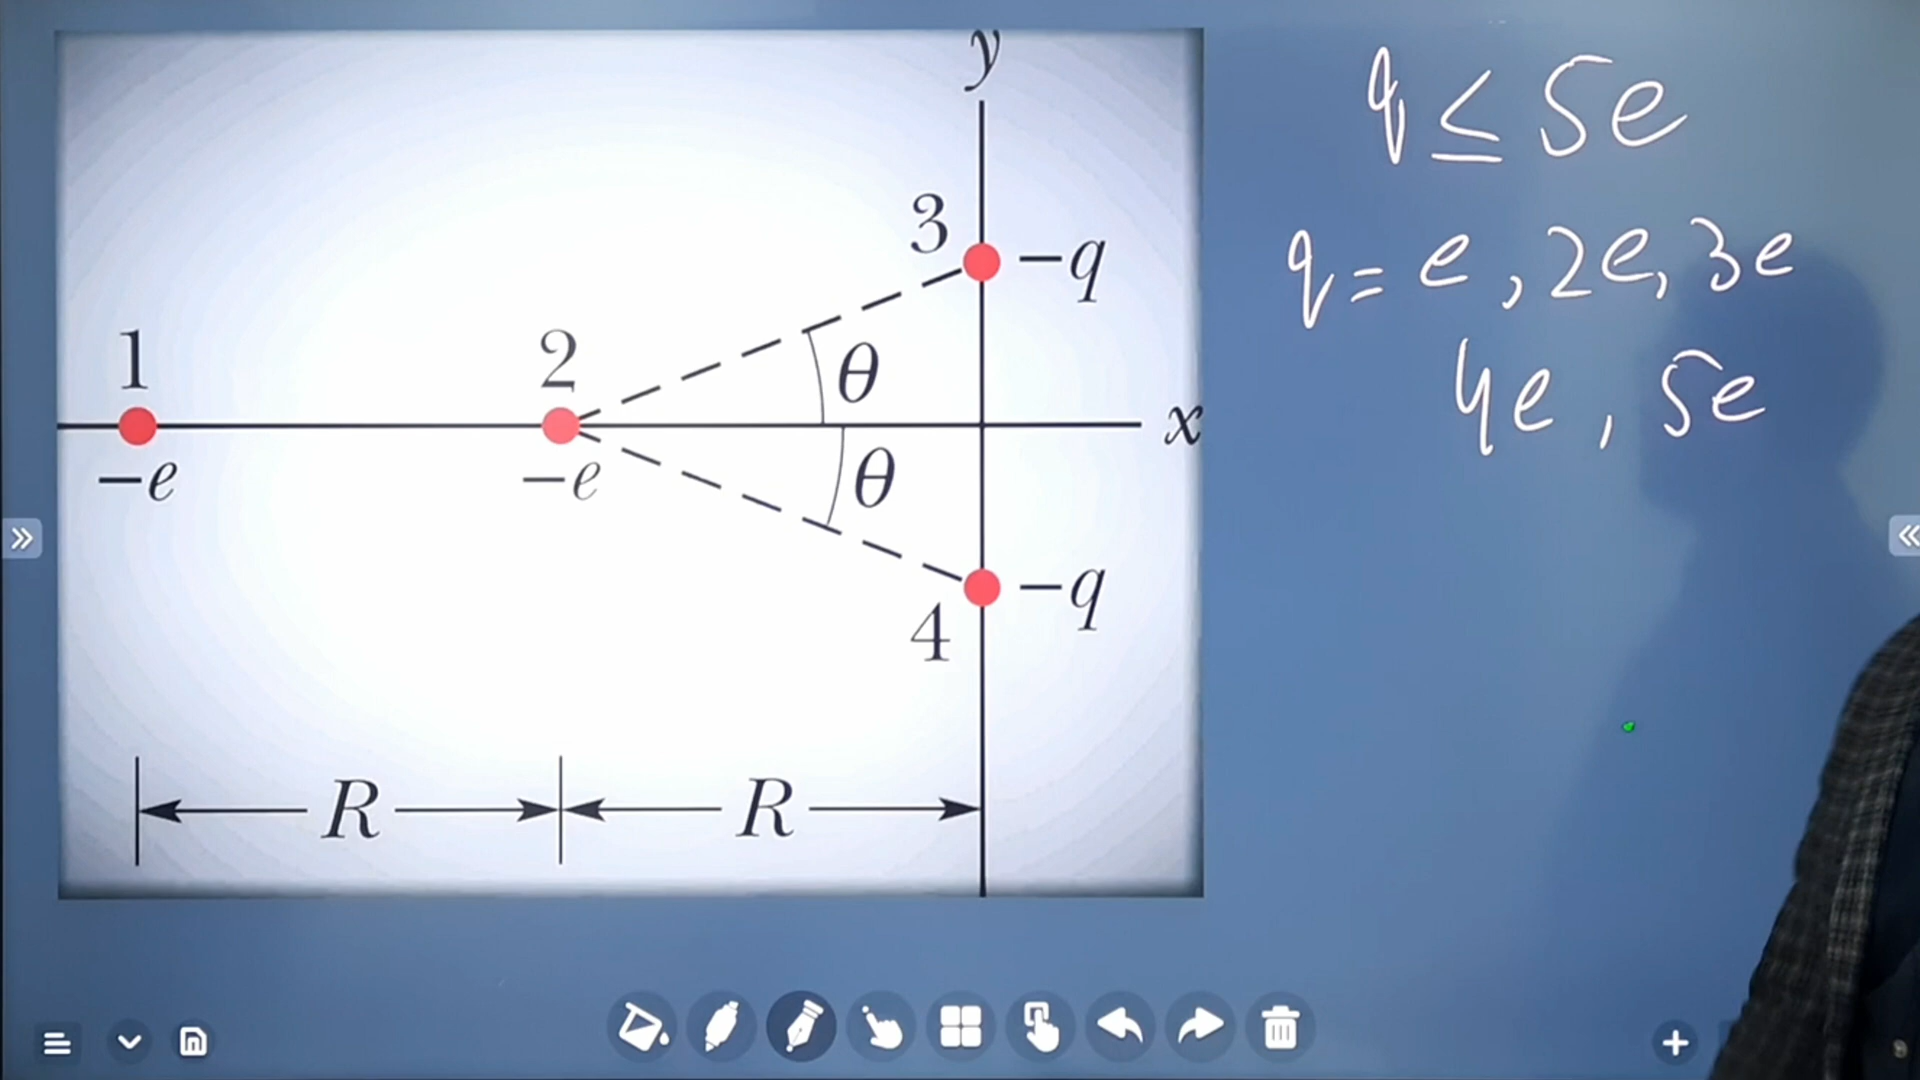 y
q ≤ 5e
3
−q
q = e, 2e, 3e
1
2
θ
4e, 5e
x
−e
−e
θ
−q
4
R
R